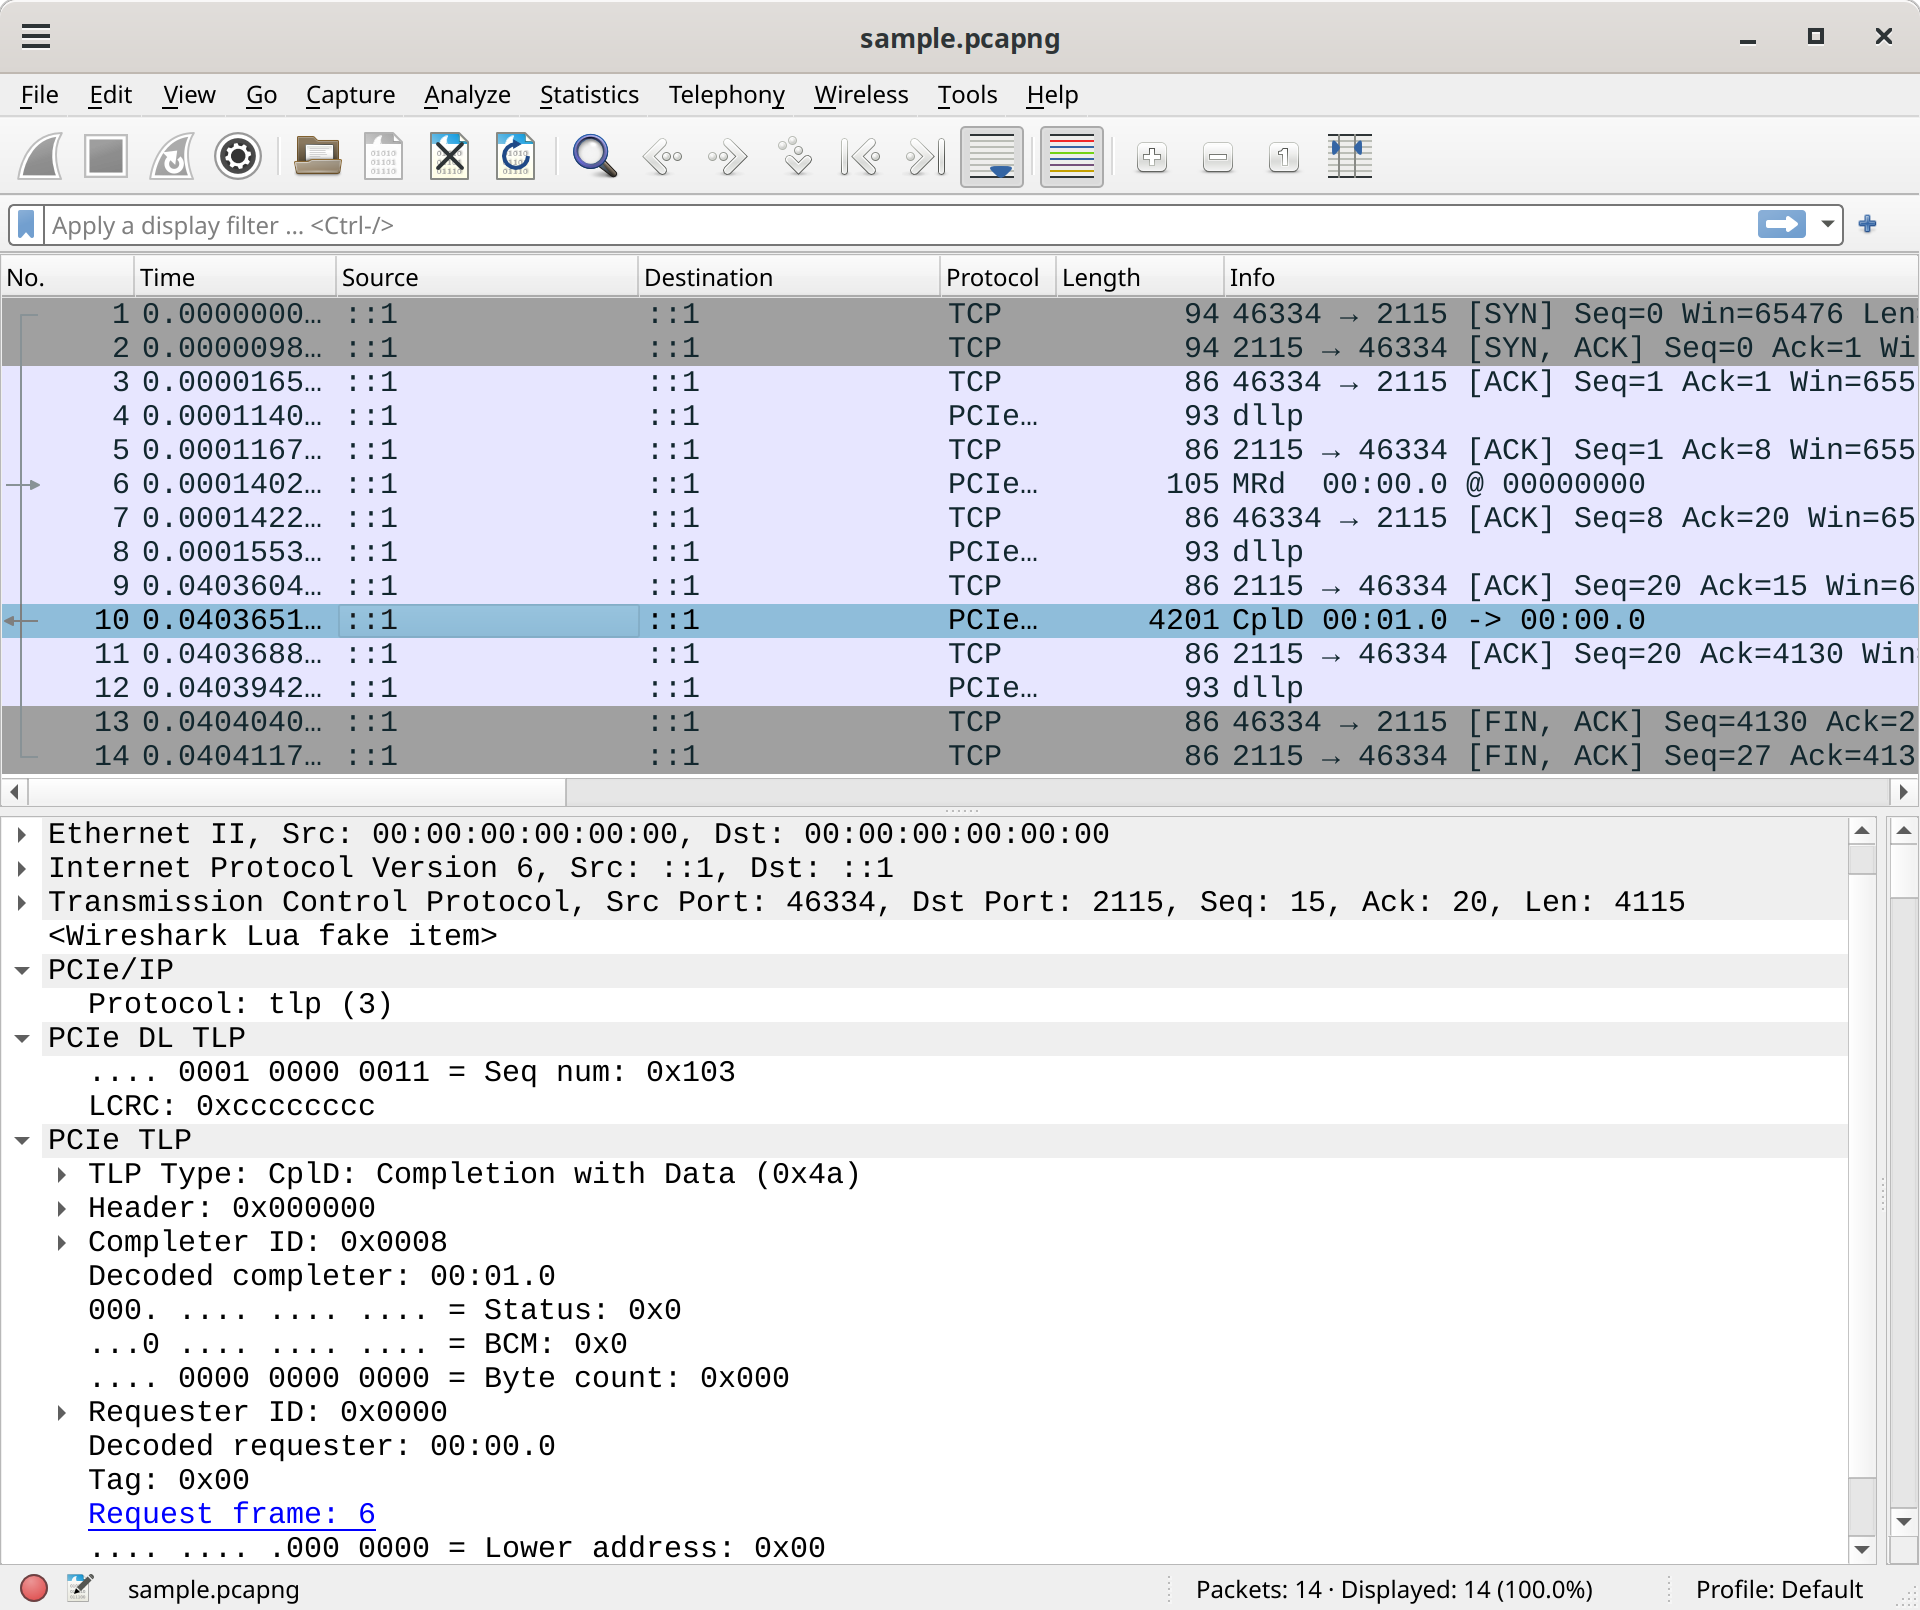 sample.pcapng
File Edit View Go Capture Analyze Statistics Telephony Wireless Tools Help
Apply a display filter ... <Ctrl-/>
No. Time Source Destination Protocol Length Info
1 0.0000000… ::1 ::1 TCP 94 46334 → 2115 [SYN] Seq=0 Win=65476 Len
2 0.0000098… ::1 ::1 TCP 94 2115 → 46334 [SYN, ACK] Seq=0 Ack=1 Wi
3 0.0000165… ::1 ::1 TCP 86 46334 → 2115 [ACK] Seq=1 Ack=1 Win=655
4 0.0001140… ::1 ::1 PCIe… 93 dllp
5 0.0001167… ::1 ::1 TCP 86 2115 → 46334 [ACK] Seq=1 Ack=8 Win=655
6 0.0001402… ::1 ::1 PCIe… 105 MRd 00:00.0 @ 00000000
7 0.0001422… ::1 ::1 TCP 86 46334 → 2115 [ACK] Seq=8 Ack=20 Win=65
8 0.0001553… ::1 ::1 PCIe… 93 dllp
9 0.0403604… ::1 ::1 TCP 86 2115 → 46334 [ACK] Seq=20 Ack=15 Win=6
10 0.0403651… ::1 ::1 PCIe… 4201 CplD 00:01.0 -> 00:00.0
11 0.0403688… ::1 ::1 TCP 86 2115 → 46334 [ACK] Seq=20 Ack=4130 Win
12 0.0403942… ::1 ::1 PCIe… 93 dllp
13 0.0404040… ::1 ::1 TCP 86 46334 → 2115 [FIN, ACK] Seq=4130 Ack=2
14 0.0404117… ::1 ::1 TCP 86 2115 → 46334 [FIN, ACK] Seq=27 Ack=413
Ethernet II, Src: 00:00:00:00:00:00, Dst: 00:00:00:00:00:00
Internet Protocol Version 6, Src: ::1, Dst: ::1
Transmission Control Protocol, Src Port: 46334, Dst Port: 2115, Seq: 15, Ack: 20, Len: 4115
<Wireshark Lua fake item>
PCIe/IP
Protocol: tlp (3)
PCIe DL TLP
.... 0001 0000 0011 = Seq num: 0x103
LCRC: 0xcccccccc
PCIe TLP
TLP Type: CplD: Completion with Data (0x4a)
Header: 0x000000
Completer ID: 0x0008
Decoded completer: 00:01.0
000. .... .... .... = Status: 0x0
...0 .... .... .... = BCM: 0x0
.... 0000 0000 0000 = Byte count: 0x000
Requester ID: 0x0000
Decoded requester: 00:00.0
Tag: 0x00
Request frame: 6
.... .... .000 0000 = Lower address: 0x00
sample.pcapng Packets: 14 · Displayed: 14 (100.0%) Profile: Default